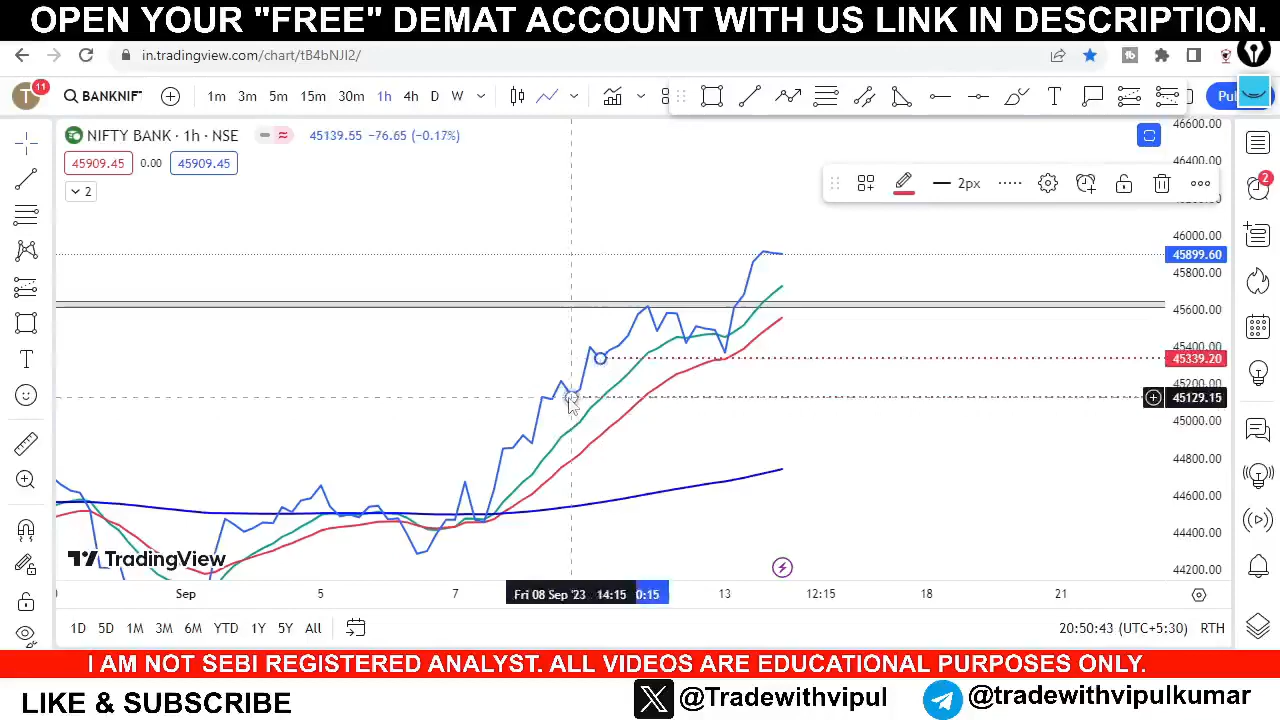 OPEN YOUR "FREE" DEMAT ACCOUNT WITH US LINK IN DESCRIPTION.
in.tradingview.com/chart/tB4bNJI2/
T 11 BANKNIF 1m 3m 5m 15m 30m 1h 4h D W T Pu
NIFTY BANK · 1h · NSE 45139.55 −76.65 (−0.17%)
45909.45 0.00 45909.45
2
2px
2
46600.00
46400.00
46000.00
45899.60
45800.00
45600.00
45400.00
45339.20
45200.00
45129.15
45000.00
44800.00
44600.00
44400.00
44200.00
TradingView
Sep 5 7 Fri 08 Sep '23 14:15 0:15 13 12:15 18 21
1D 5D 1M 3M 6M YTD 1Y 5Y All 20:50:43 (UTC+5:30) RTH
I AM NOT SEBI REGISTERED ANALYST. ALL VIDEOS ARE EDUCATIONAL PURPOSES ONLY.
LIKE & SUBSCRIBE X @Tradewithvipul @tradewithvipulkumar